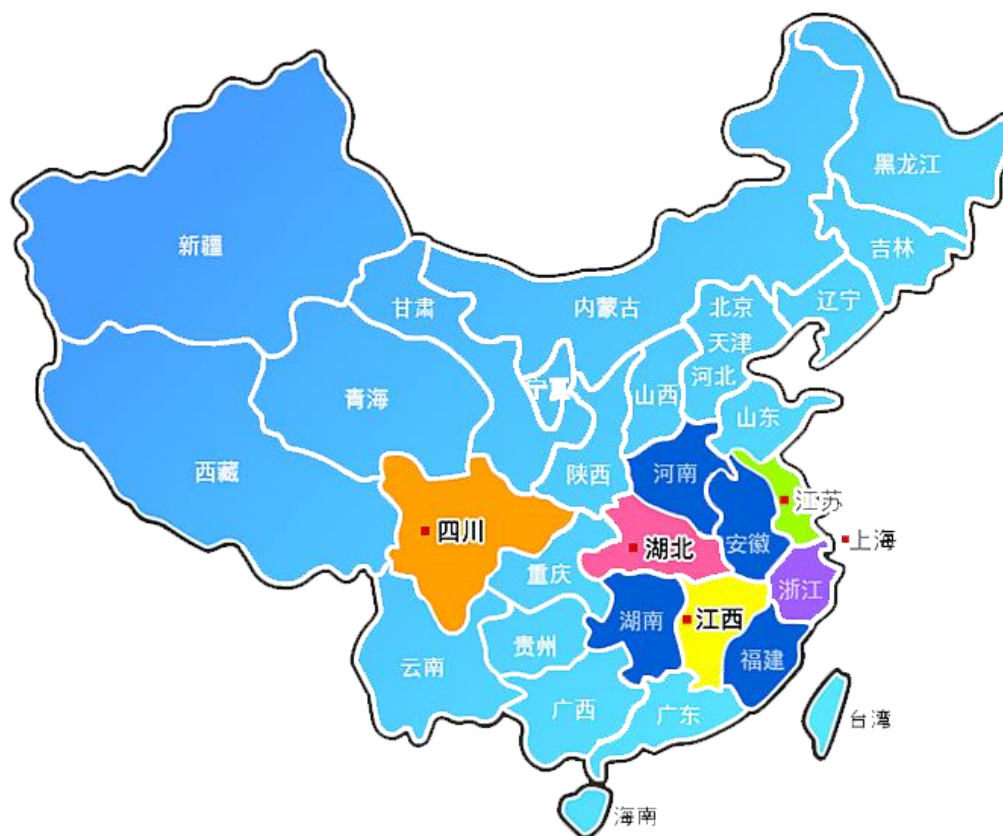 黑龙江
新疆
吉林
甘肃
内蒙古
北京
辽宁
天津
河北
宁夏
青海
山西
山东
西藏
陕西
河南
江苏
四川
湖北
安徽
上海
重庆
浙江
湖南
江西
贵州
福建
云南
广西
广东
台湾
海南